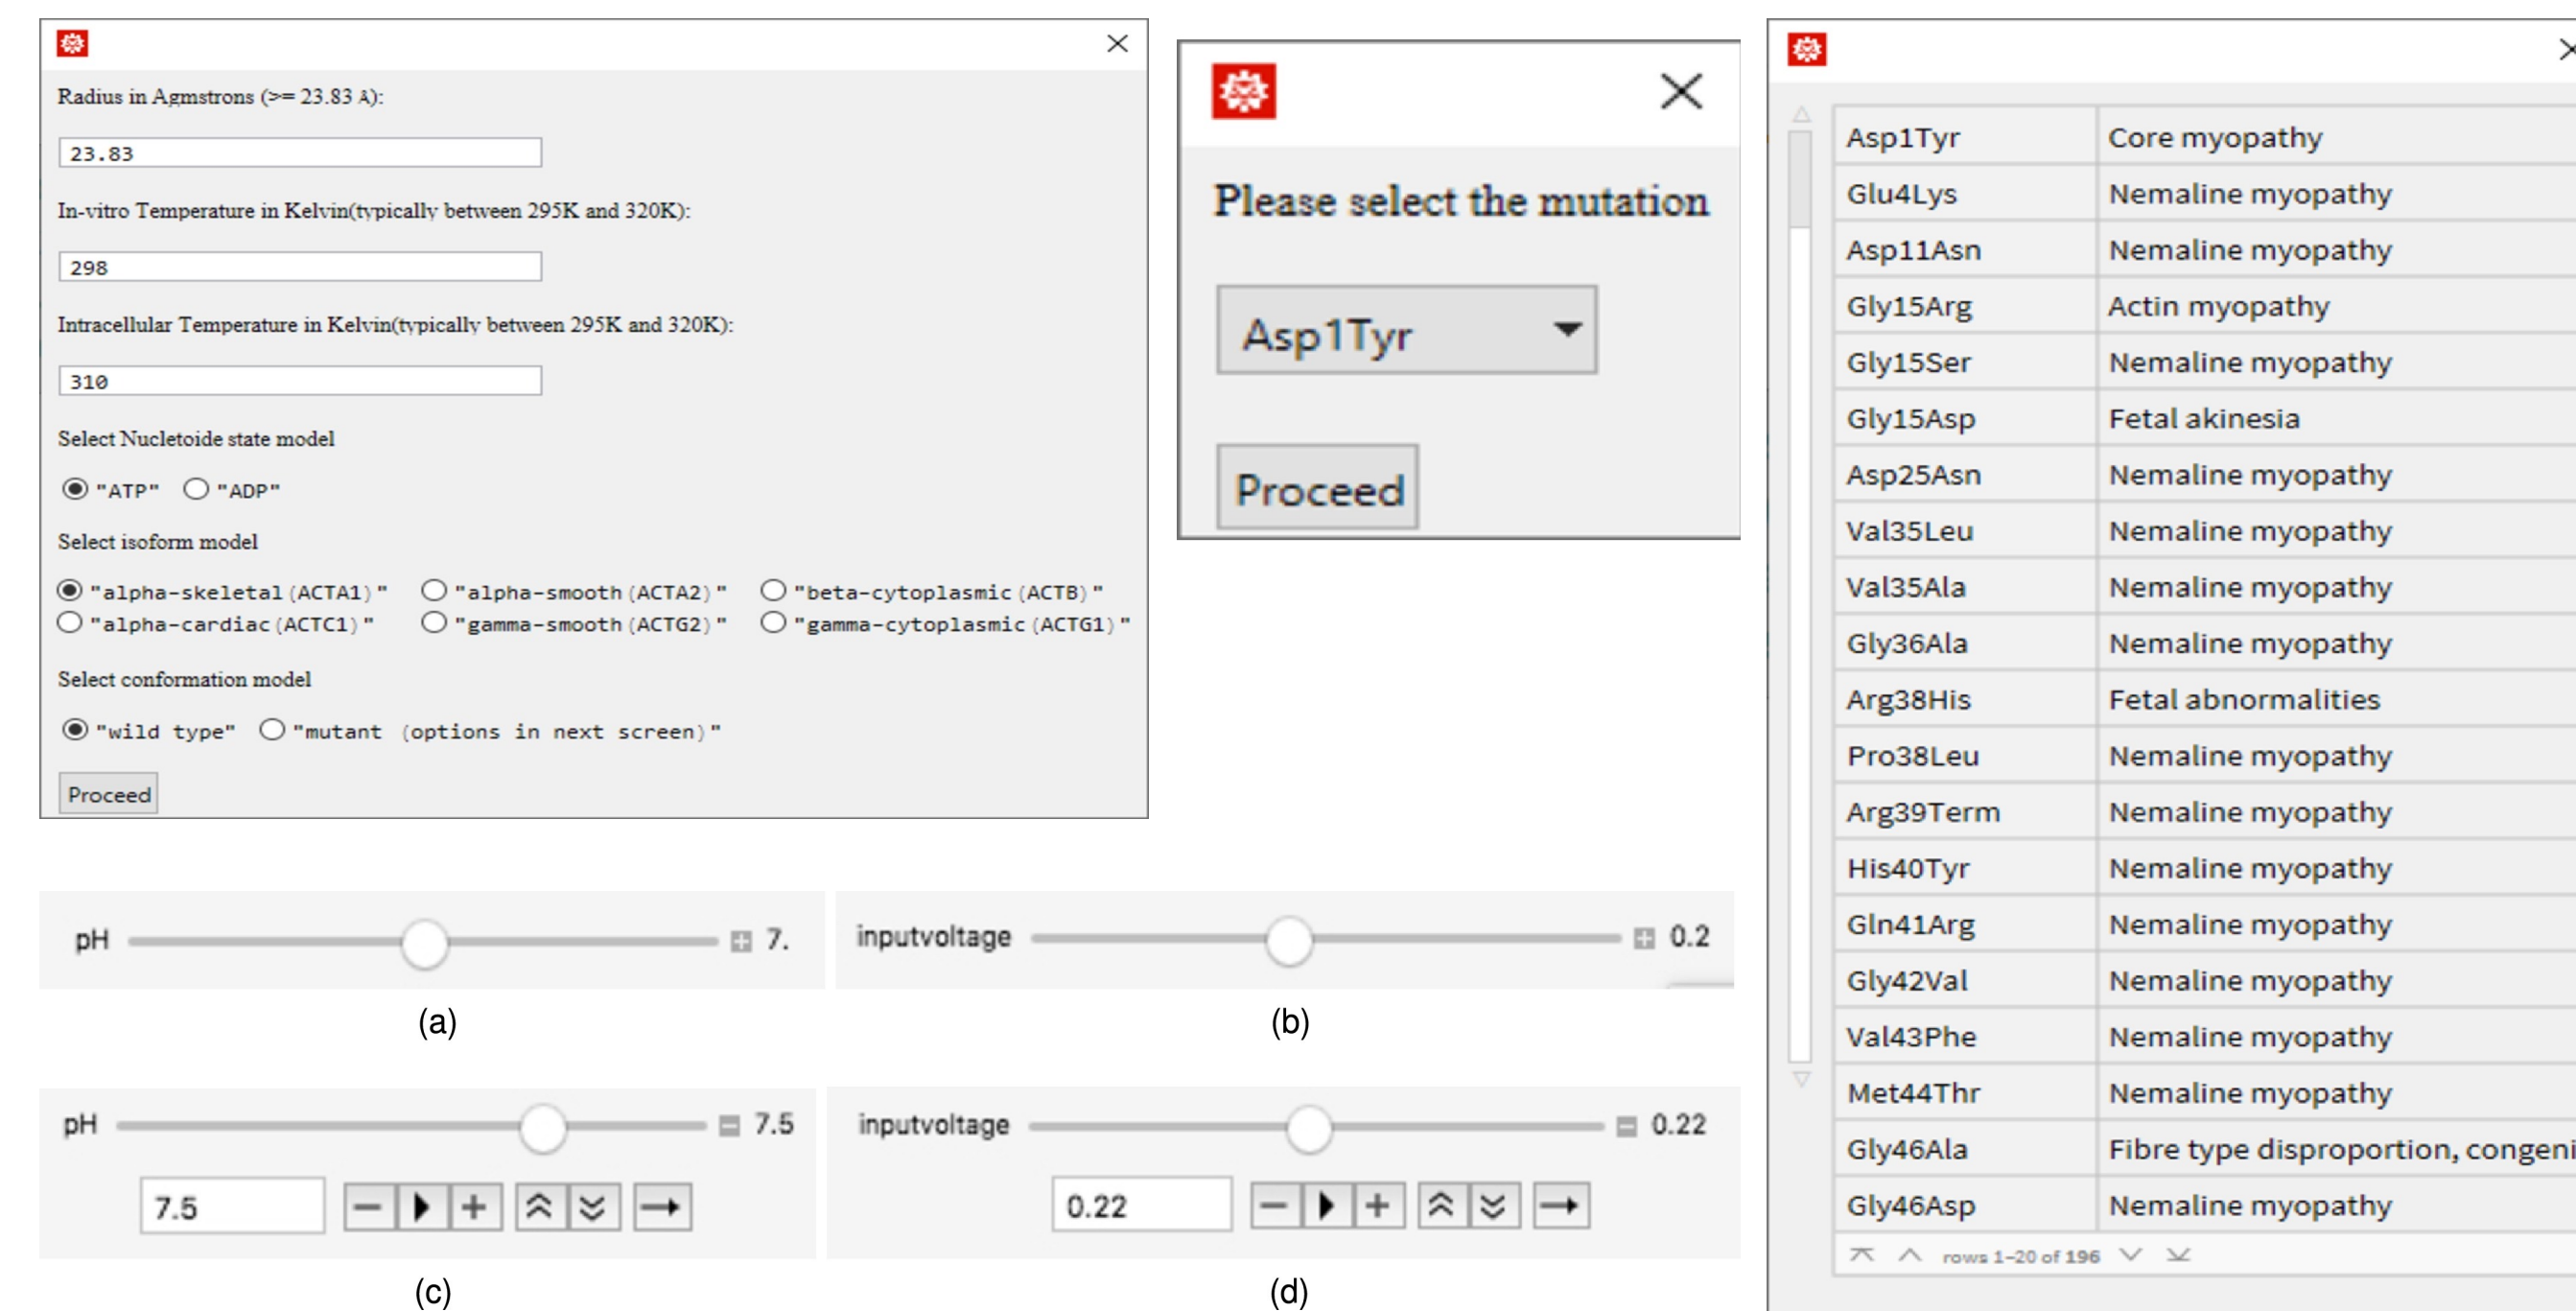 Radius in Agmstrons (>= 23.83 Å):
23.83
In-vitro Temperature in Kelvin(typically between 295K and 320K):
298
Intracellular Temperature in Kelvin(typically between 295K and 320K):
310
Select Nucletoide state model
"ATP" "ADP"
Select isoform model
"alpha-skeletal(ACTA1)" "alpha-smooth(ACTA2)" "beta-cytoplasmic(ACTB)"
"alpha-cardiac(ACTC1)" "gamma-smooth(ACTG2)" "gamma-cytoplasmic(ACTG1)"
Select conformation model
"wild type" "mutant (options in next screen)"
Proceed
Please select the mutation
Asp1Tyr
Proceed
pH 7.
(a)
inputvoltage 0.2
(b)
pH 7.5
7.5
(c)
inputvoltage 0.22
0.22
(d)
Asp1Tyr Core myopathy
Glu4Lys Nemaline myopathy
Asp11Asn Nemaline myopathy
Gly15Arg Actin myopathy
Gly15Ser Nemaline myopathy
Gly15Asp Fetal akinesia
Asp25Asn Nemaline myopathy
Val35Leu Nemaline myopathy
Val35Ala Nemaline myopathy
Gly36Ala Nemaline myopathy
Arg38His Fetal abnormalities
Pro38Leu Nemaline myopathy
Arg39Term Nemaline myopathy
His40Tyr Nemaline myopathy
Gln41Arg Nemaline myopathy
Gly42Val Nemaline myopathy
Val43Phe Nemaline myopathy
Met44Thr Nemaline myopathy
Gly46Ala Fibre type disproportion, congeni
Gly46Asp Nemaline myopathy
rows 1–20 of 196